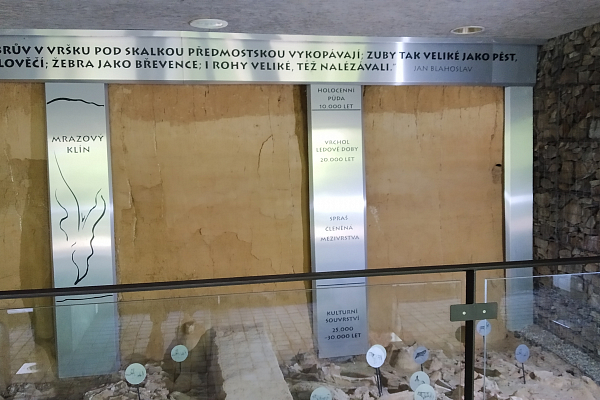 BRŮV V VRŠKU POD SKALKOU PŘEDMOSTSKOU VYKOPÁVAJÍ; ZUBY TAK VELIKÉ JAKO PĚST,
LOVĚČÍ; ŽEBRA JAKO BŘEVENCE; I ROHY VELIKÉ, TÉŽ NALÉZÁVALI." JAN BLAHOSLAV
MRAZOVÝ
KLÍN
HOLOCENNÍ
PŮDA
10.000 LET
VRCHOL
LEDOVÉ DOBY
20 000 LET
SPRAŠ
ČLENĚNÁ
MEZIVRSTVA
KULTURNÍ
SOUVRSTVÍ
25.000
-30.000 LET